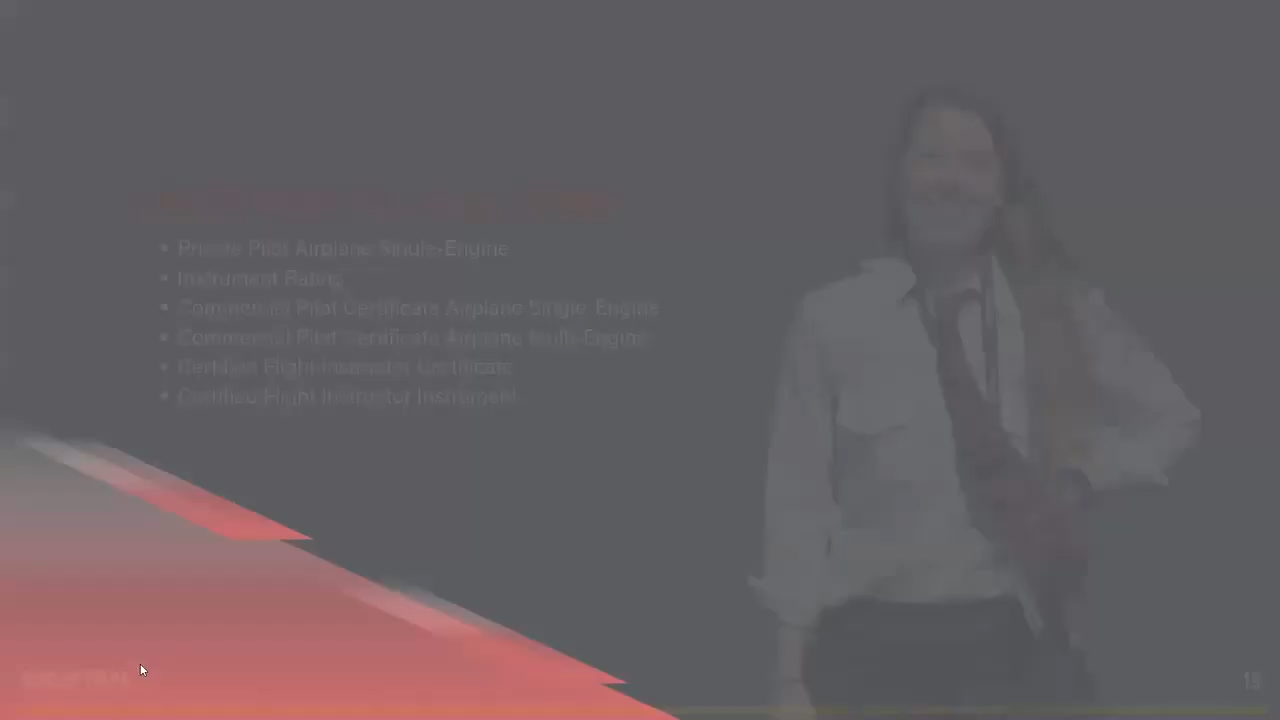 • Private Pilot Airplane Single-Engine
• Instrument Rating
• Commercial Pilot Certificate Airplane Single-Engine
• Commercial Pilot Certificate Airplane Multi-Engine
• Certified Flight Instructor Certificate
• Certified Flight Instructor Instrument